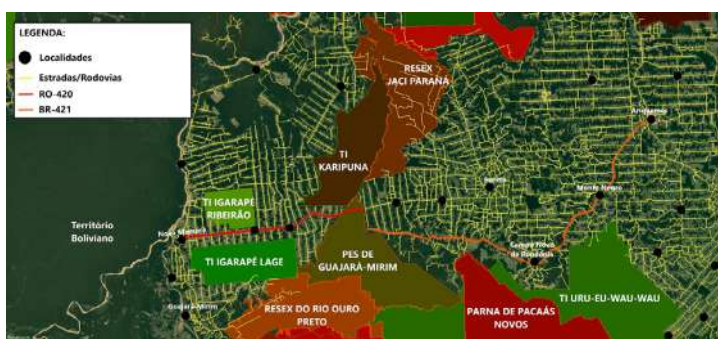 LEGENDA:
Localidades
Estradas/Rodovias
RO-420
BR-421
RESEX
JACI PARANÁ
Ariquemes
TI
KARIPUNA
Buritis
Monte Negro
TI IGARAPÉ
RIBEIRÃO
Território
Boliviano
Nova Mamoré
TI IGARAPÉ LAGE
PES DE
GUAJARÁ-MIRIM
Campo Novo
de Rondônia
TI URU-EU-WAU-WAU
Guajará-Mirim
RESEX DO RIO OURO
PRETO
PARNA DE PACAÁS
NOVOS